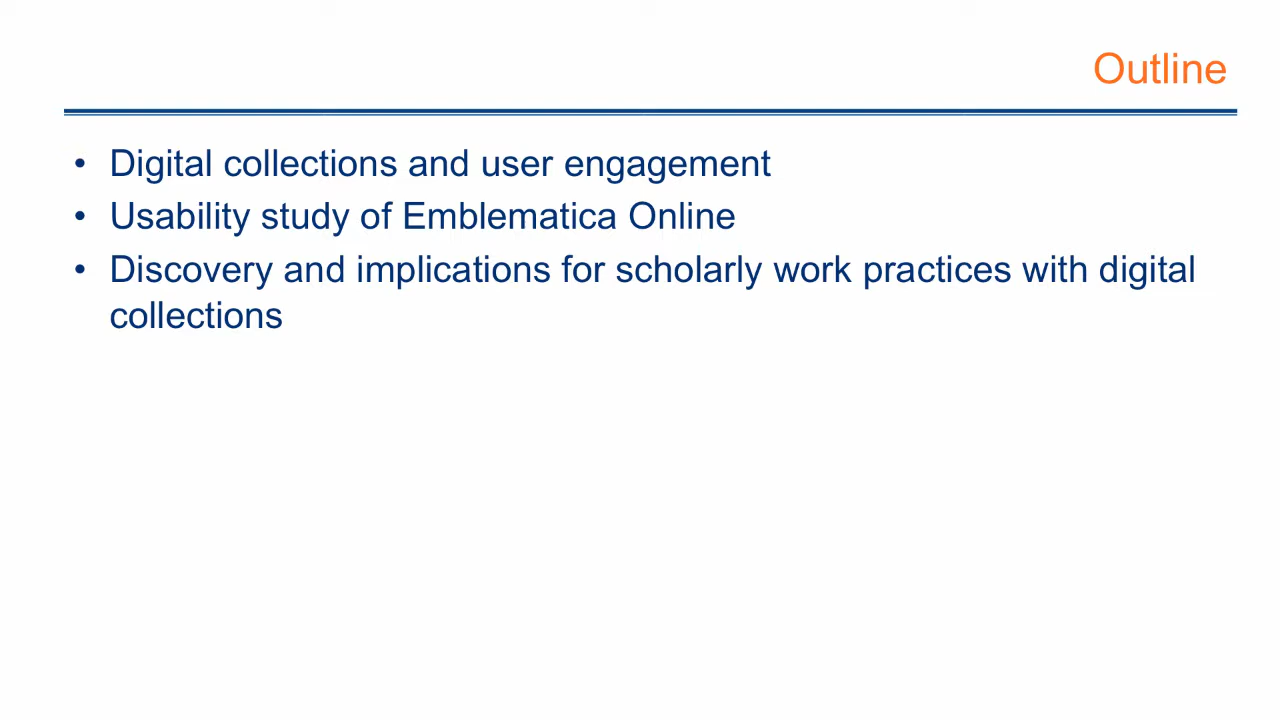 Outline
• Digital collections and user engagement
• Usability study of Emblematica Online
• Discovery and implications for scholarly work practices with digital
collections